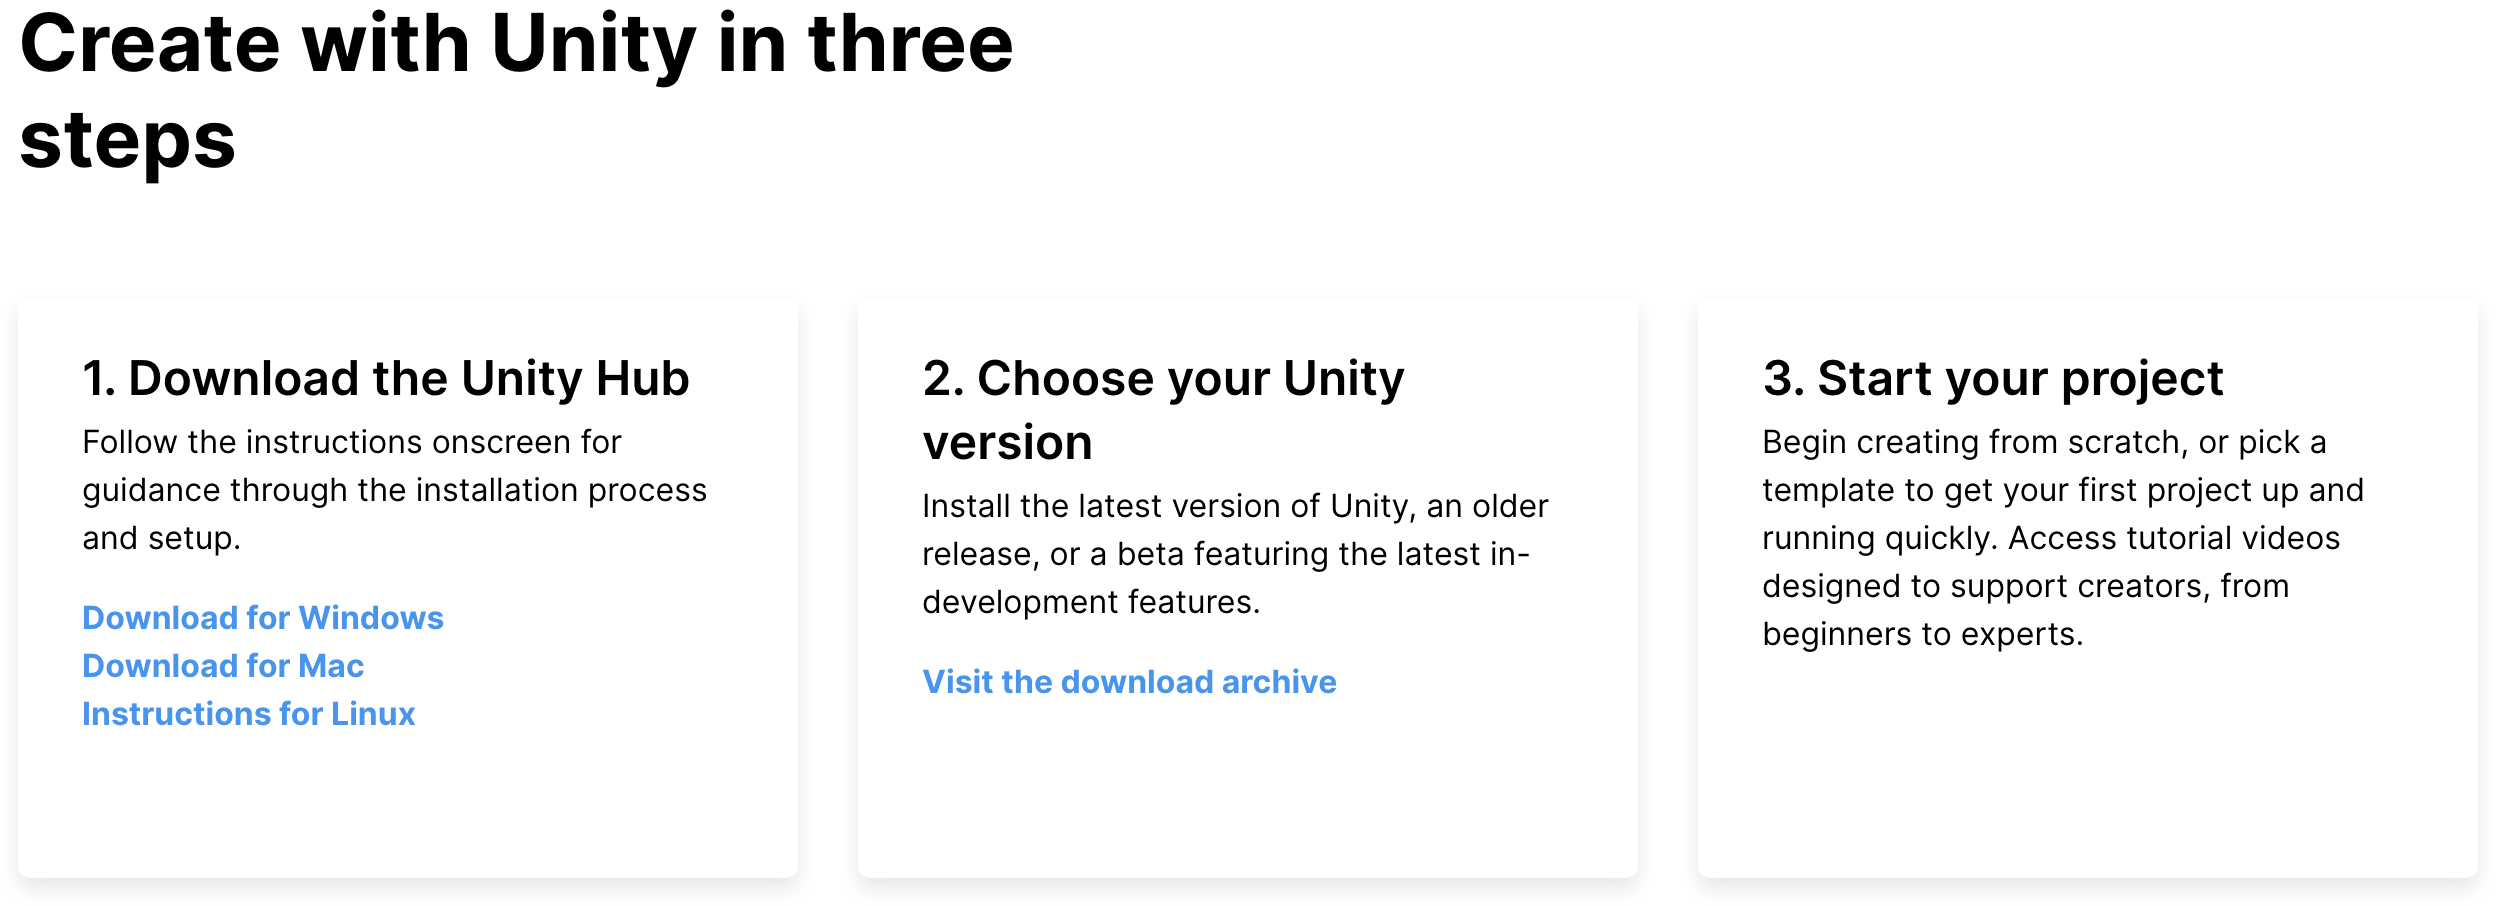 Create with Unity in three
steps
1. Download the Unity Hub
Follow the instructions onscreen for
guidance through the installation process
and setup.
Download for Windows
Download for Mac
Instructions for Linux
2. Choose your Unity
version
Install the latest version of Unity, an older
release, or a beta featuring the latest in-
development features.
Visit the download archive
3. Start your project
Begin creating from scratch, or pick a
template to get your first project up and
running quickly. Access tutorial videos
designed to support creators, from
beginners to experts.